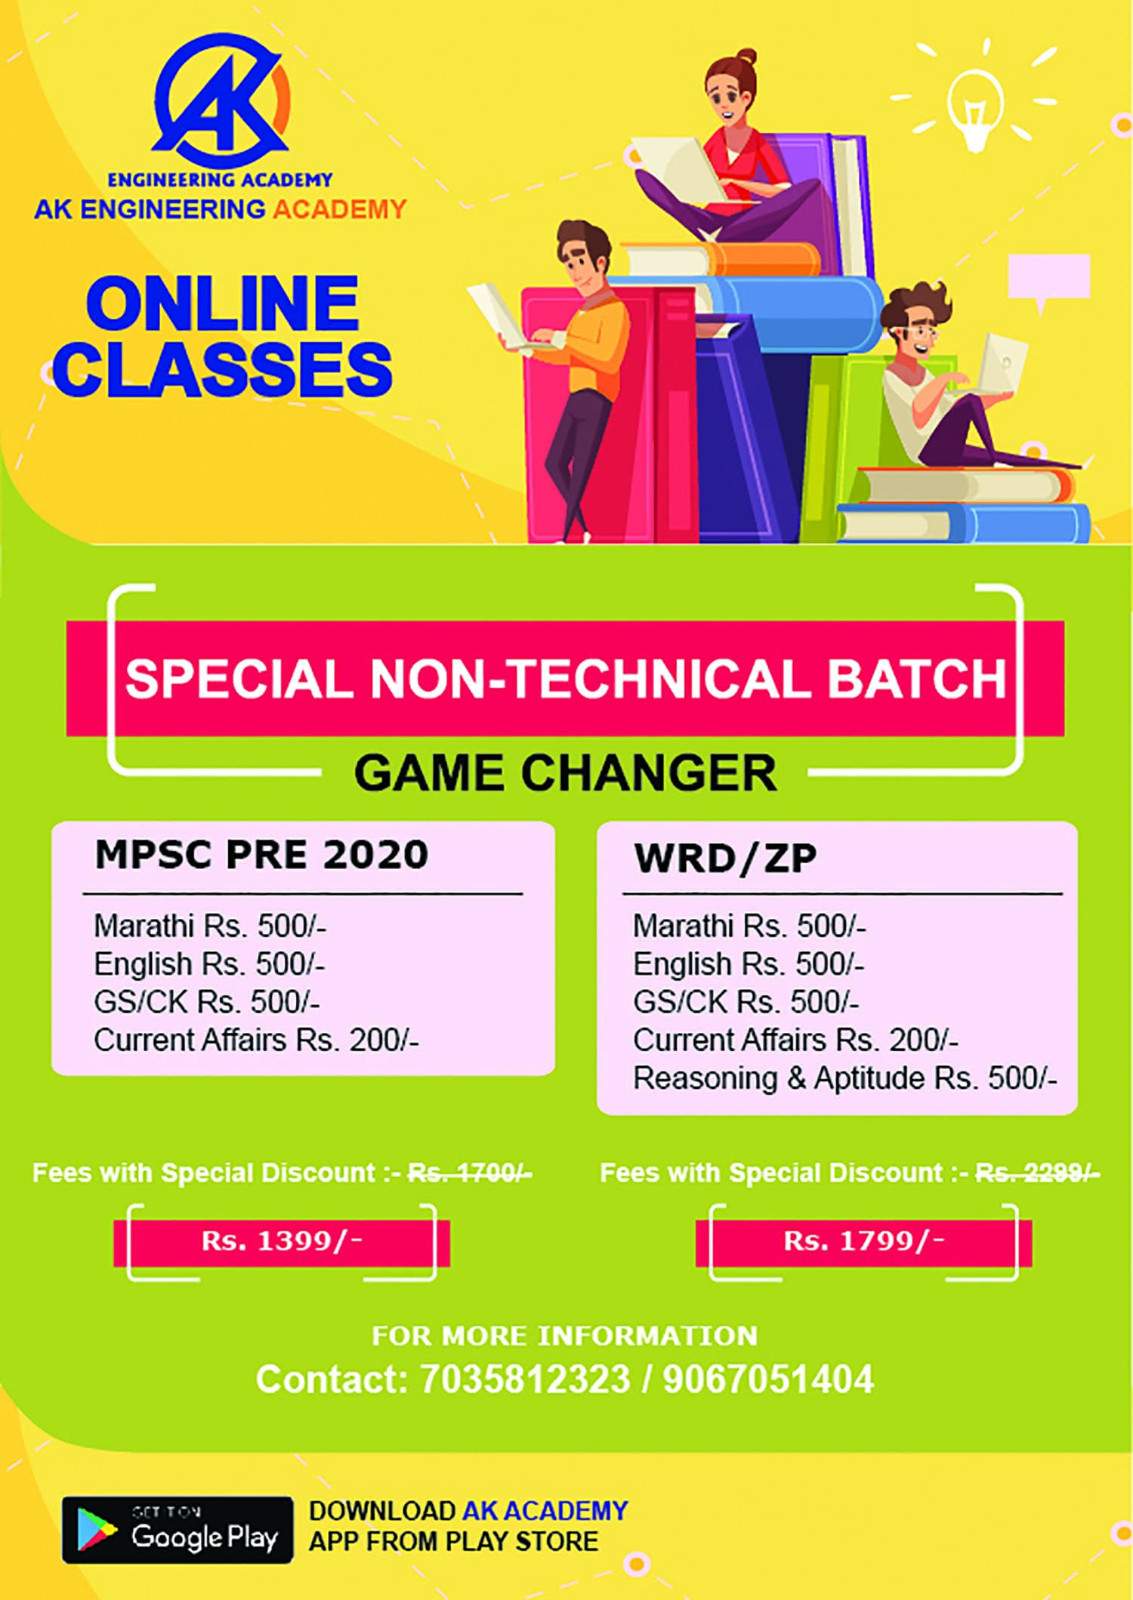 AK
ENGINEERING ACADEMY
AK ENGINEERING ACADEMY
ONLINE
CLASSES
SPECIAL NON-TECHNICAL BATCH
GAME CHANGER
MPSC PRE 2020
Marathi Rs. 500/-
English Rs. 500/-
GS/CK Rs. 500/-
Current Affairs Rs. 200/-
WRD/ZP
Marathi Rs. 500/-
English Rs. 500/-
GS/CK Rs. 500/-
Current Affairs Rs. 200/-
Reasoning & Aptitude Rs. 500/-
Fees with Special Discount :- Rs. 1700/-
Rs. 1399/-
Fees with Special Discount :- Rs. 2299/-
Rs. 1799/-
FOR MORE INFORMATION
Contact: 7035812323 / 9067051404
GET IT ON
Google Play
DOWNLOAD AK ACADEMY
APP FROM PLAY STORE